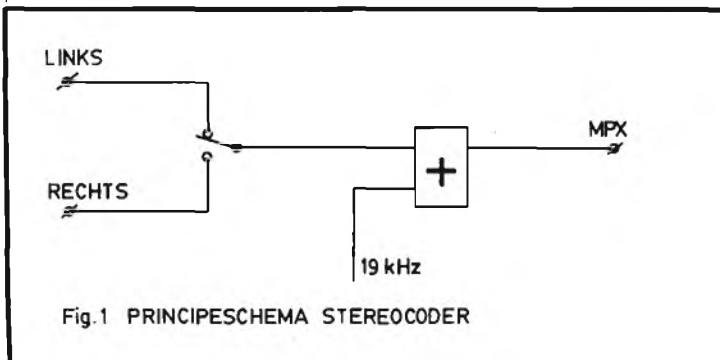 LINKS
MPX
+
RECHTS
19 kHz
Fig.1 PRINCIPESCHEMA STEREOCODER